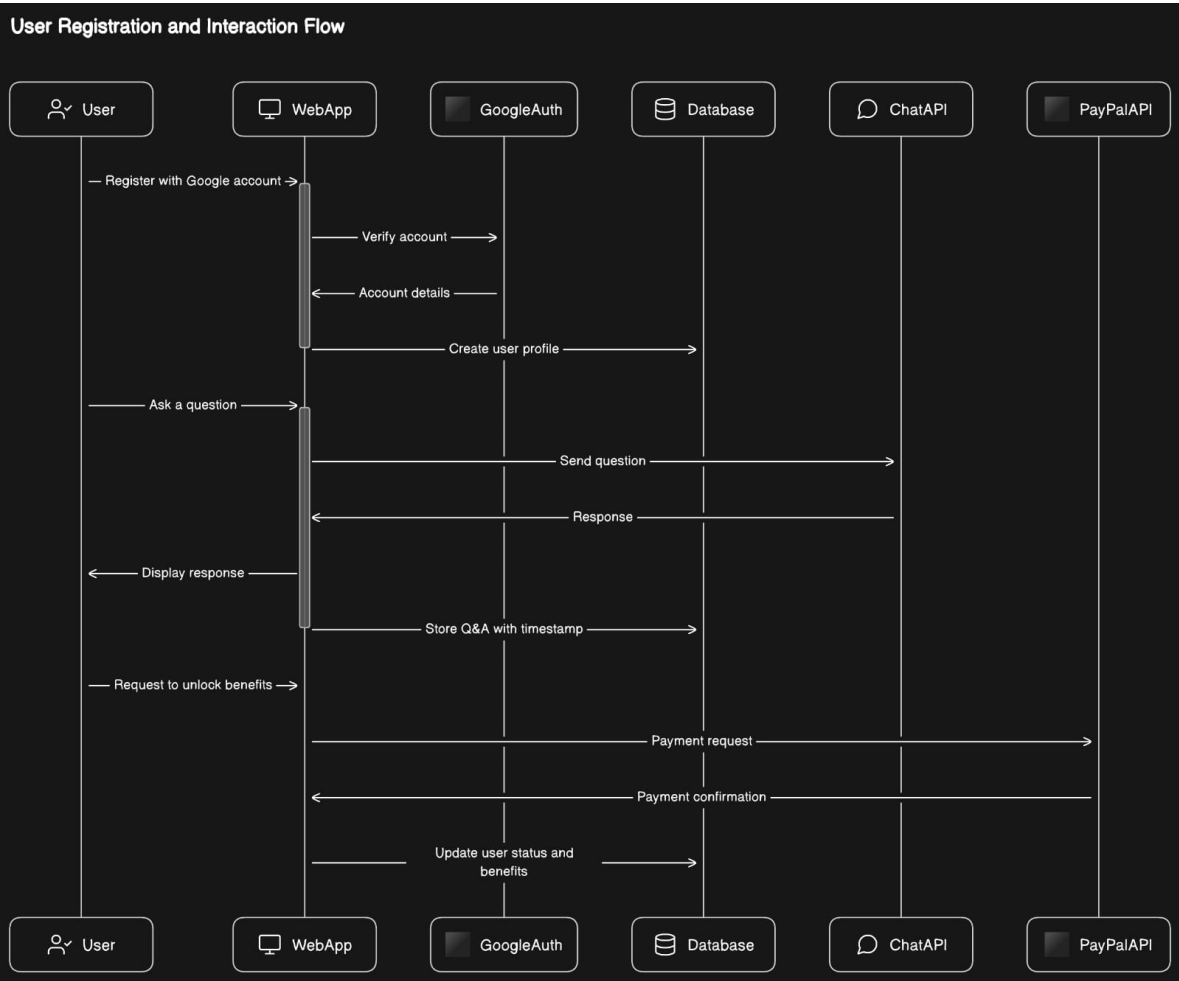 User Registration and Interaction Flow
User
WebApp
GoogleAuth
Database
ChatAPI
PayPalAPI
Register with Google account
Verify account
Account details
Create user profile
Ask a question
Send question
Response
Display response
Store Q&A with timestamp
Request to unlock benefits
Payment request
Payment confirmation
Update user status and
benefits
User
WebApp
GoogleAuth
Database
ChatAPI
PayPalAPI